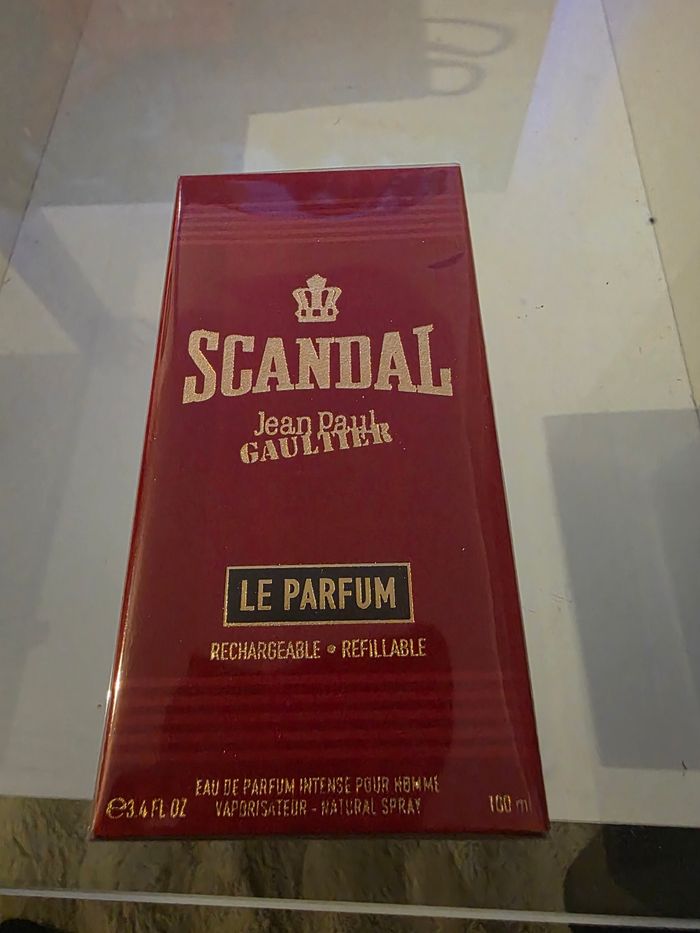 SCANDAL
Jean Paul
GAULTIER
LE PARFUM
RECHARGEABLE • REFILLABLE
EAU DE PARFUM INTENSE POUR HOMME
℮3.4 FL OZ VAPORISATEUR - NATURAL SPRAY 100 ml